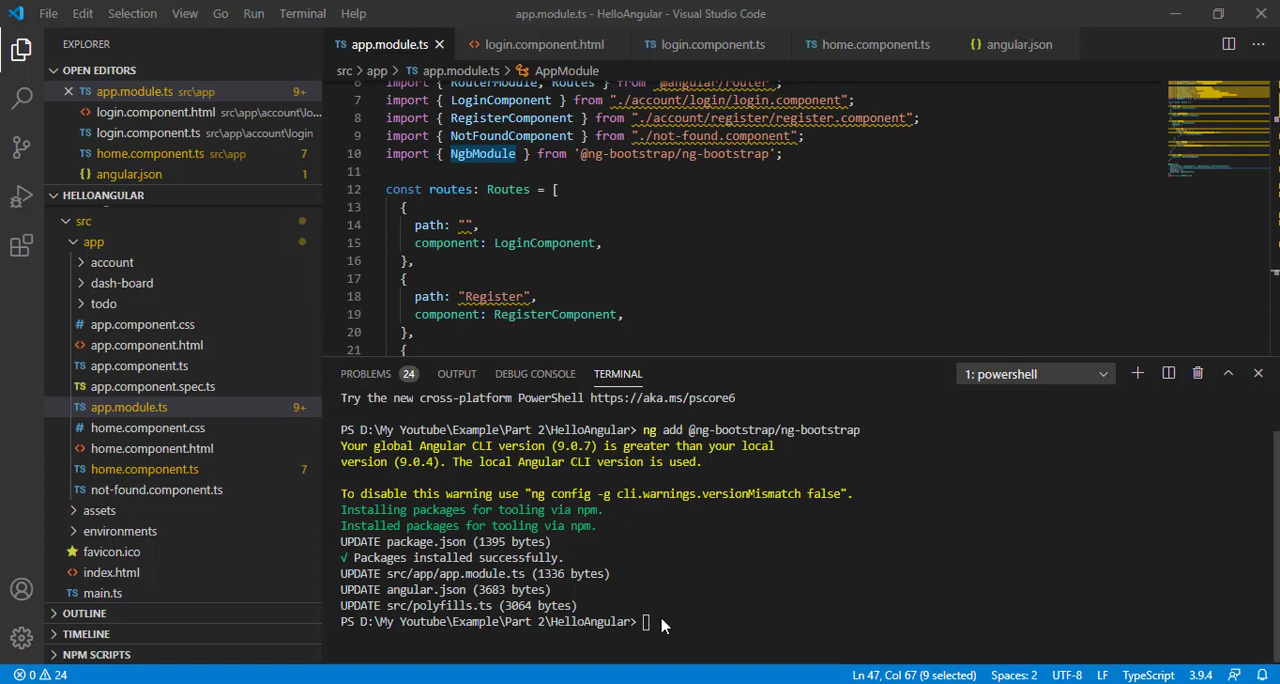 File Edit Selection View Go Run Terminal Help app.module.ts - HelloAngular - Visual Studio Code
EXPLORER
OPEN EDITORS
app.module.ts src\app 9+
login.component.html src\app\account\lo...
login.component.ts src\app\account\login
home.component.ts src\app 7
angular.json 1
HELLOANGULAR
src
app
account
dash-board
todo
app.component.css
app.component.html
app.component.ts
app.component.spec.ts
app.module.ts 9+
home.component.css
home.component.html
home.component.ts 7
not-found.component.ts
assets
environments
favicon.ico
index.html
main.ts
OUTLINE
TIMELINE
NPM SCRIPTS
app.module.ts login.component.html login.component.ts home.component.ts angular.json
src > app > app.module.ts > AppModule
6 import { RouterModule, Routes } from "@angular/router";
7 import { LoginComponent } from "./account/login/login.component";
8 import { RegisterComponent } from "./account/register/register.component";
9 import { NotFoundComponent } from "./not-found.component";
10 import { NgbModule } from '@ng-bootstrap/ng-bootstrap';
11
12 const routes: Routes = [
13 {
14 path: "",
15 component: LoginComponent,
16 },
17 {
18 path: "Register",
19 component: RegisterComponent,
20 },
21 {
PROBLEMS 24 OUTPUT DEBUG CONSOLE TERMINAL 1: powershell
Try the new cross-platform PowerShell https://aka.ms/pscore6
PS D:\My Youtube\Example\Part 2\HelloAngular> ng add @ng-bootstrap/ng-bootstrap
Your global Angular CLI version (9.0.7) is greater than your local
version (9.0.4). The local Angular CLI version is used.
To disable this warning use "ng config -g cli.warnings.versionMismatch false".
Installing packages for tooling via npm.
Installed packages for tooling via npm.
UPDATE package.json (1395 bytes)
√ Packages installed successfully.
UPDATE src/app/app.module.ts (1336 bytes)
UPDATE angular.json (3683 bytes)
UPDATE src/polyfills.ts (3064 bytes)
PS D:\My Youtube\Example\Part 2\HelloAngular>
0 24 Ln 47, Col 67 (9 selected) Spaces: 2 UTF-8 LF TypeScript 3.9.4